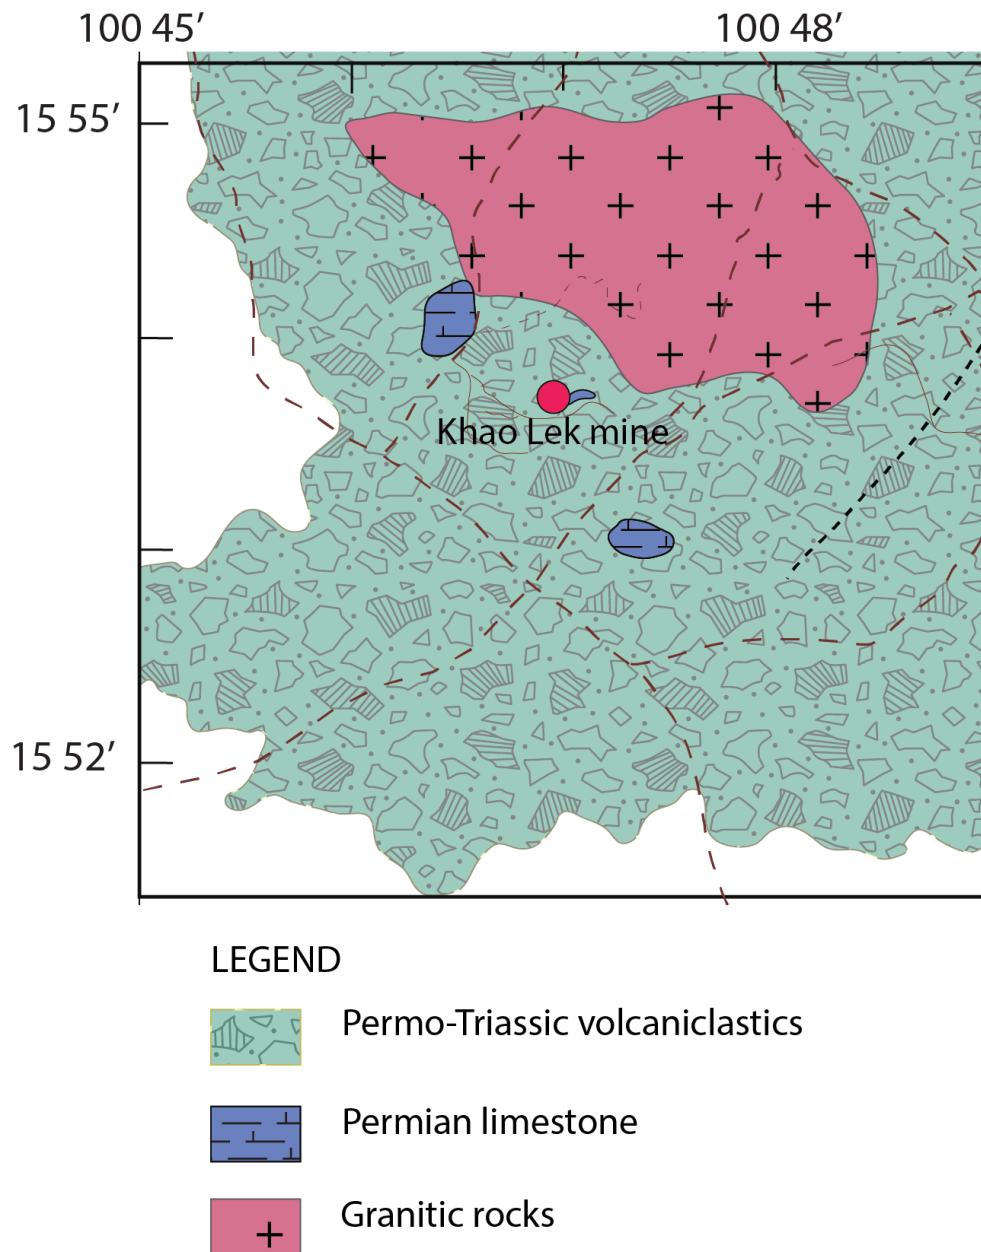 100 45’
100 48’
15 55’
Khao Lek mine
15 52’
LEGEND
Permo-Triassic volcaniclastics
Permian limestone
Granitic rocks